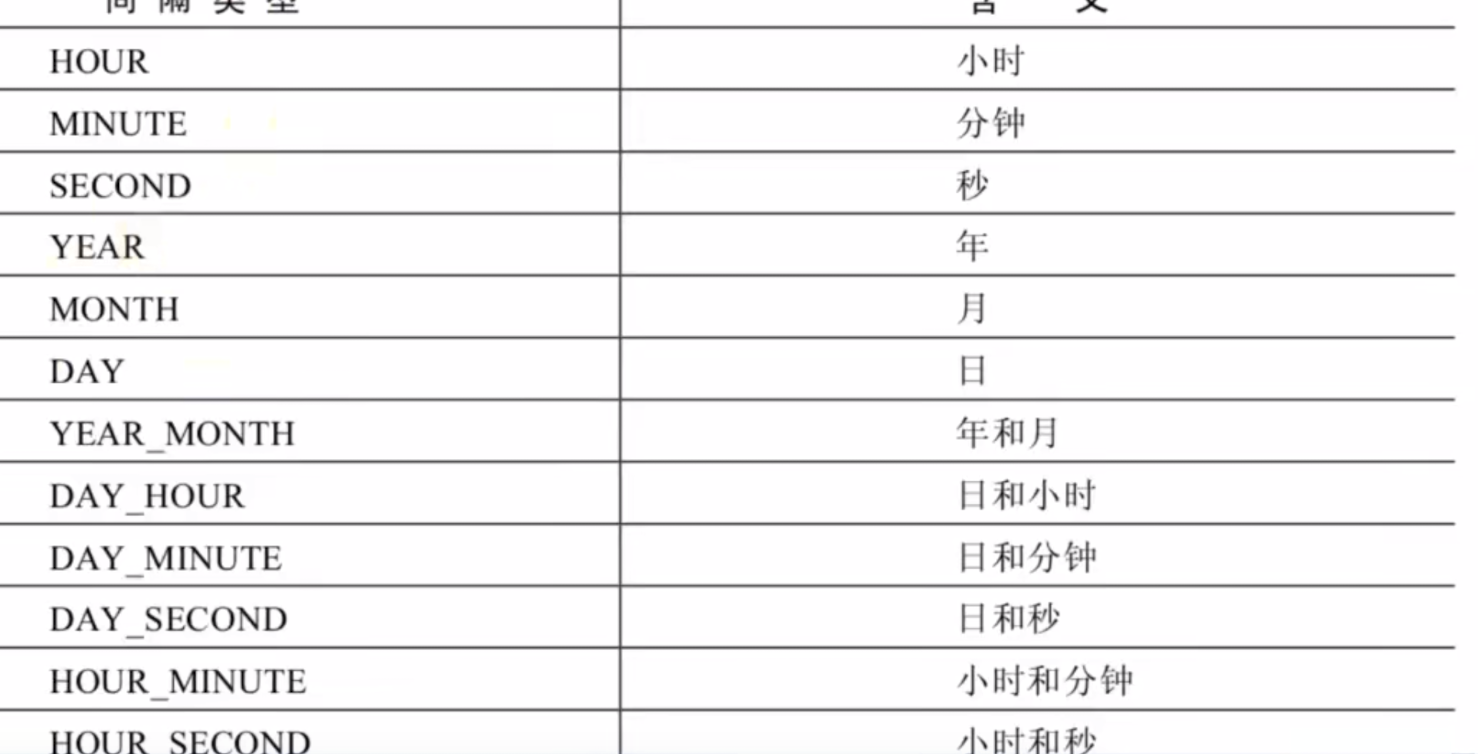 间隔类型 含 义
HOUR 小时
MINUTE 分钟
SECOND 秒
YEAR 年
MONTH 月
DAY 日
YEAR_MONTH 年和月
DAY_HOUR 日和小时
DAY_MINUTE 日和分钟
DAY_SECOND 日和秒
HOUR_MINUTE 小时和分钟
HOUR_SECOND 小时和秒